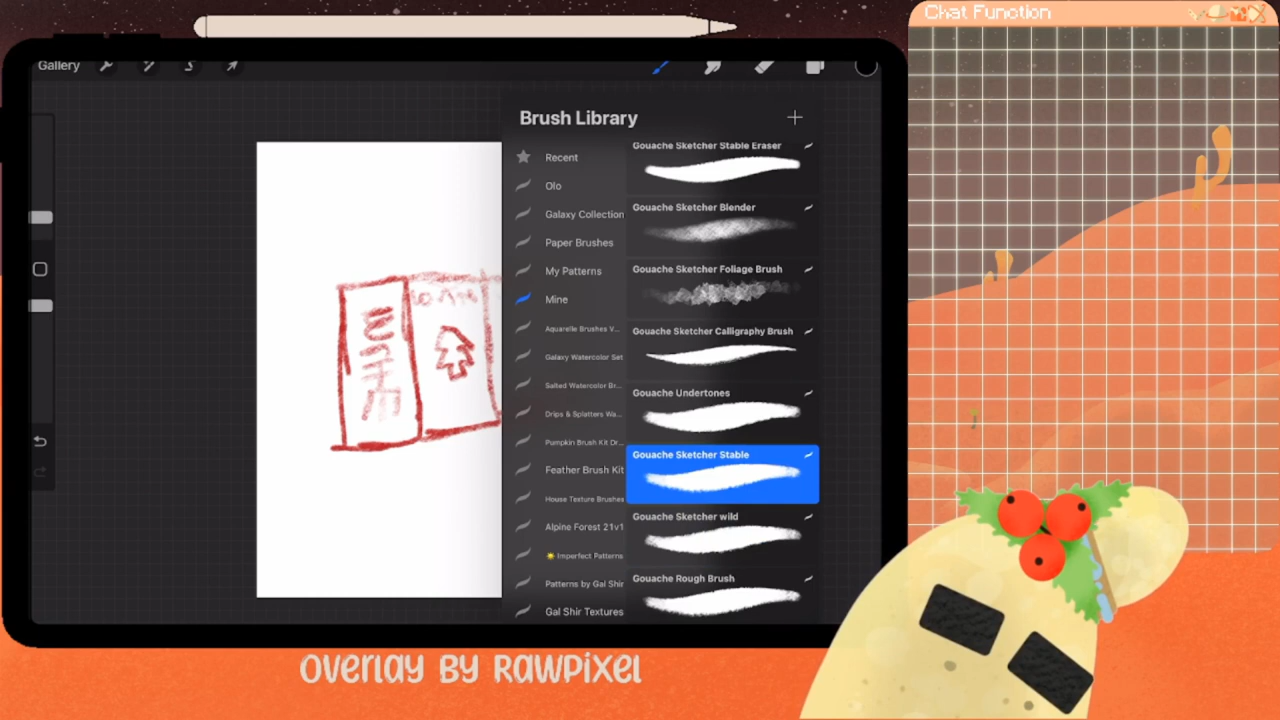 Chat Function
Gallery
Brush Library
Recent
Olo
Galaxy Collection
Paper Brushes
My Patterns
Mine
Aquarelle Brushes V...
Galaxy Watercolor Set
Salted Watercolor Br...
Drips & Splatters Wa...
Pumpkin Brush Kit Dr...
Feather Brush Kit
House Texture Brushes
Alpine Forest 21v1
Imperfect Patterns
Patterns by Gal Shir
Gal Shir Textures
Gouache Sketcher Stable Eraser
Gouache Sketcher Blender
Gouache Sketcher Foliage Brush
Gouache Sketcher Calligraphy Brush
Gouache Undertones
Gouache Sketcher Stable
Gouache Sketcher wild
Gouache Rough Brush
OVERLAY BY RAWPIXEL